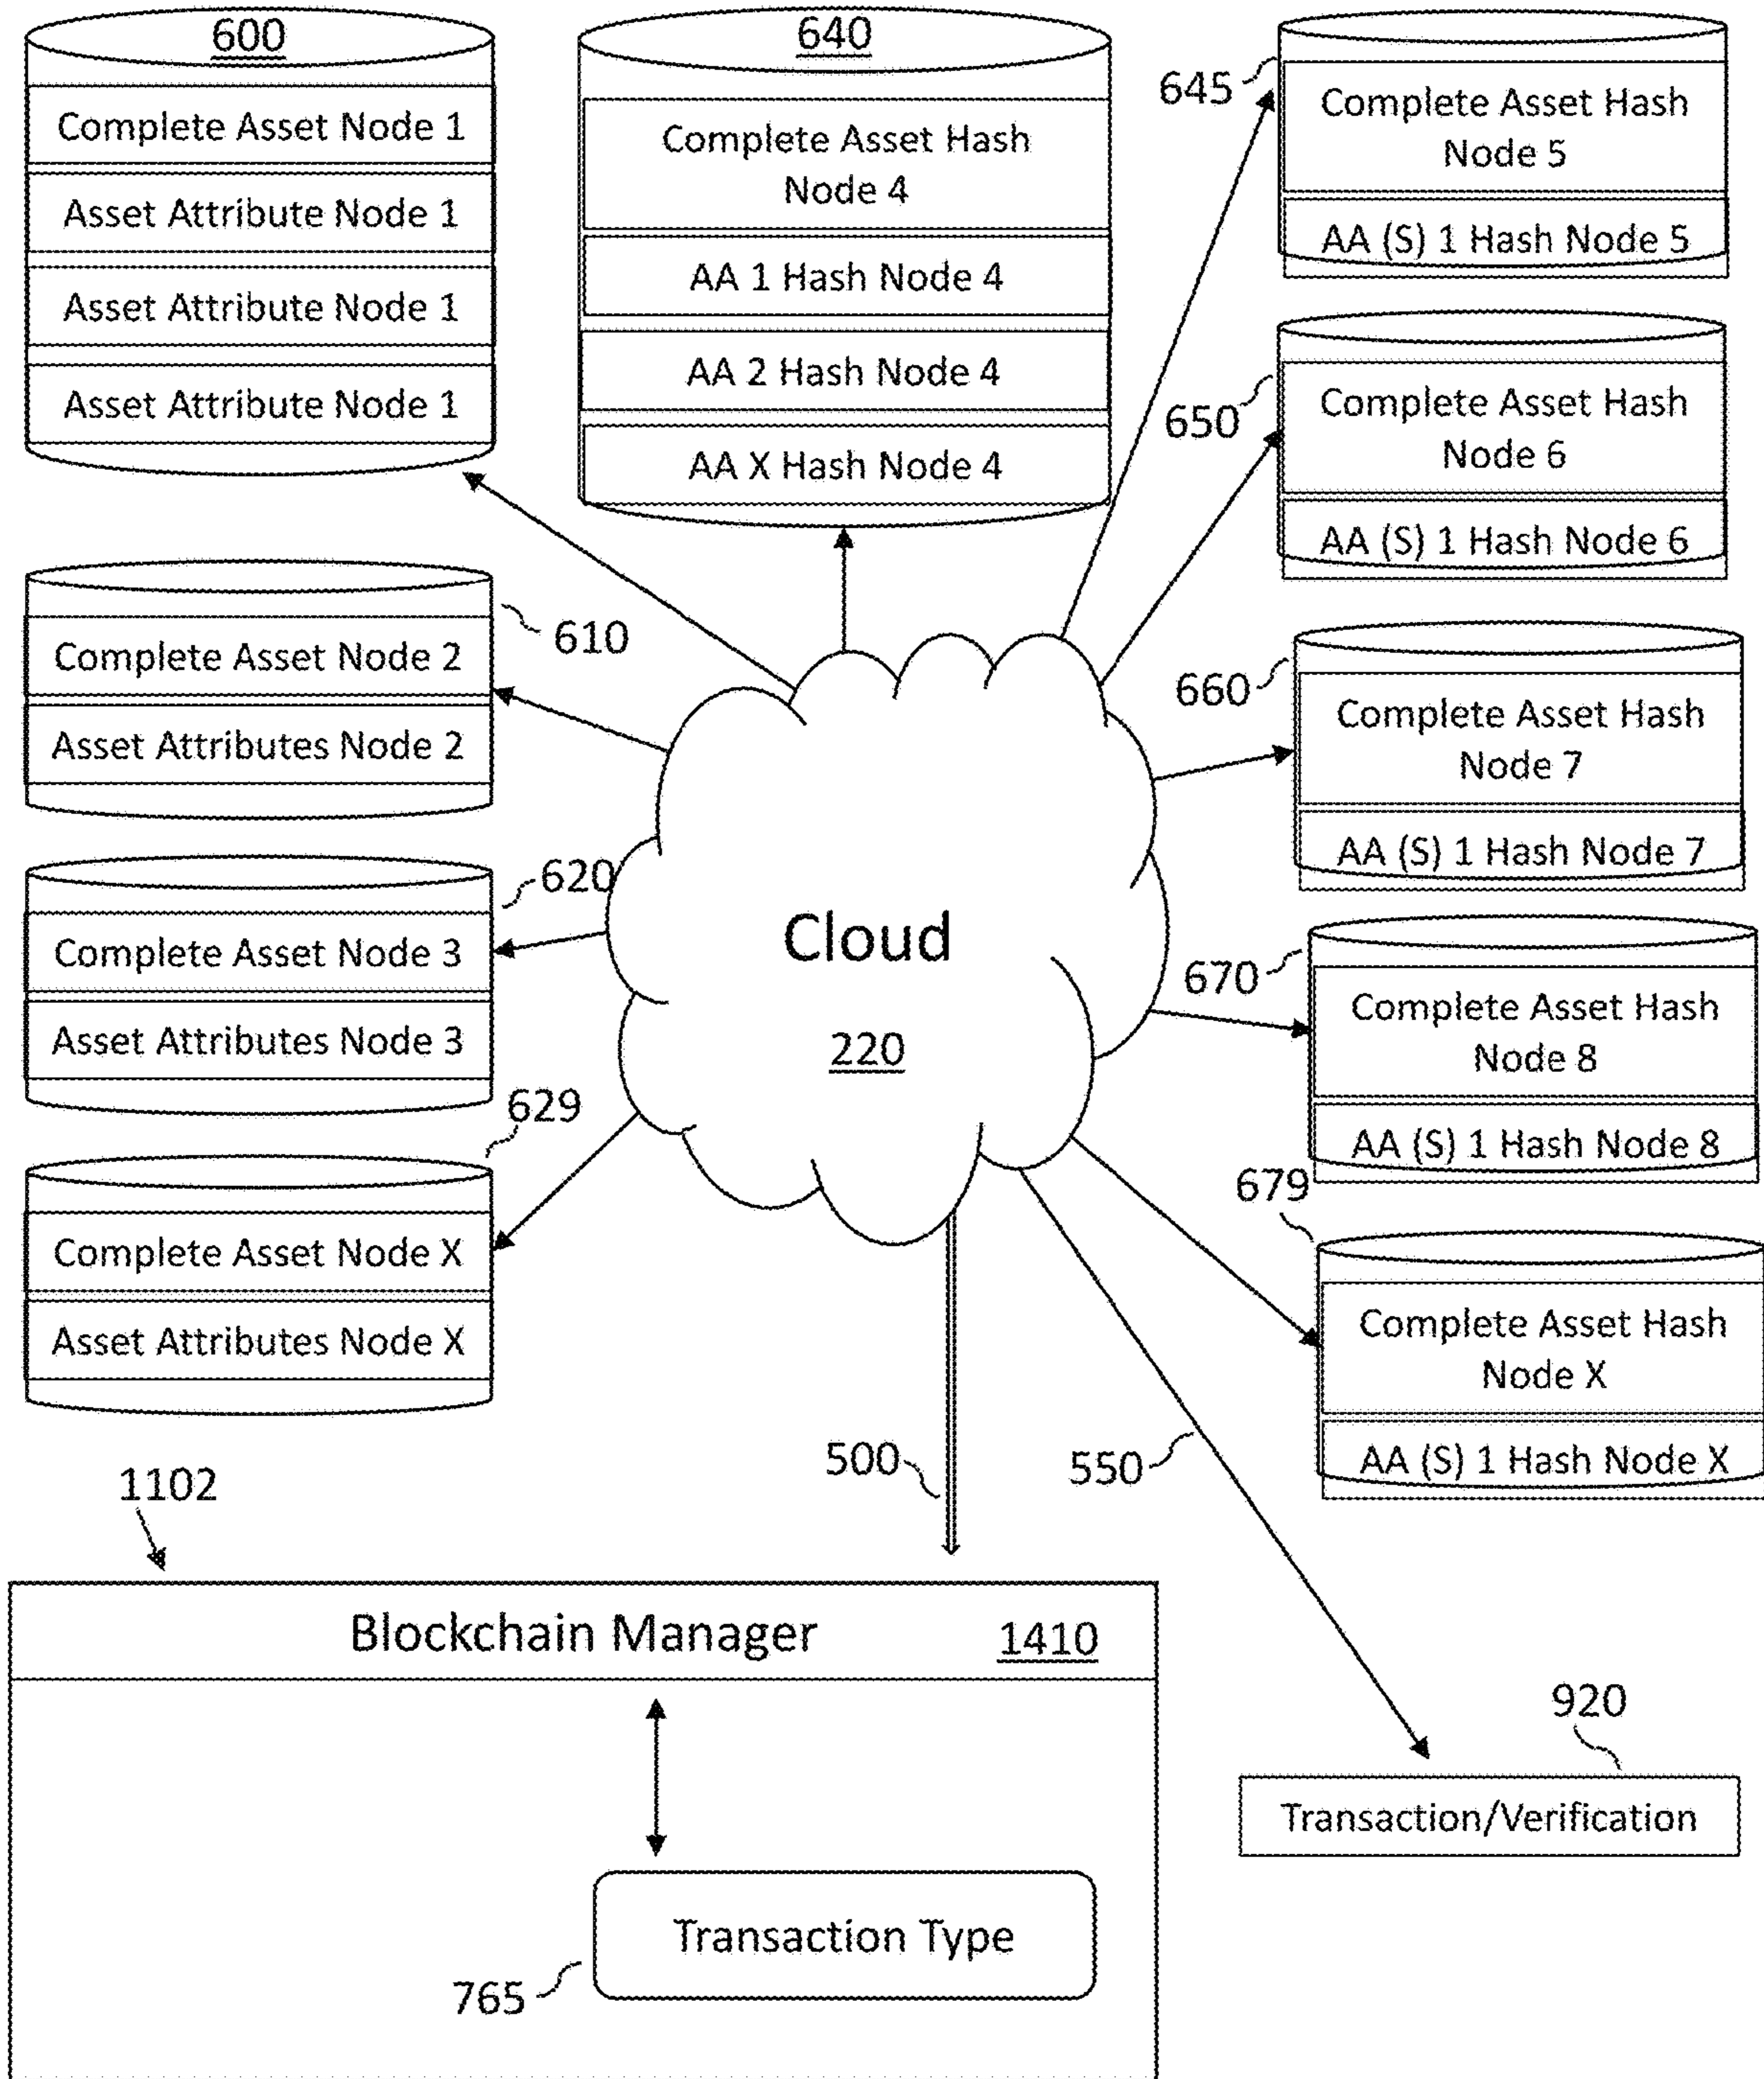 600
Complete Asset Node 1
Asset Attribute Node 1
Asset Attribute Node 1
Asset Attribute Node 1
640
Complete Asset Hash
Node 4
AA 1 Hash Node 4
AA 2 Hash Node 4
AA X Hash Node 4
645
Complete Asset Hash
Node 5
AA (S) 1 Hash Node 5
650
Complete Asset Hash
Node 6
AA (S) 1 Hash Node 6
610
Complete Asset Node 2
Asset Attributes Node 2
660
Complete Asset Hash
Node 7
AA (S) 1 Hash Node 7
620
Complete Asset Node 3
Asset Attributes Node 3
Cloud
220
670
Complete Asset Hash
Node 8
AA (S) 1 Hash Node 8
629
Complete Asset Node X
Asset Attributes Node X
679
Complete Asset Hash
Node X
AA (S) 1 Hash Node X
500
550
1102
Blockchain Manager 1410
920
Transaction/Verification
Transaction Type
765